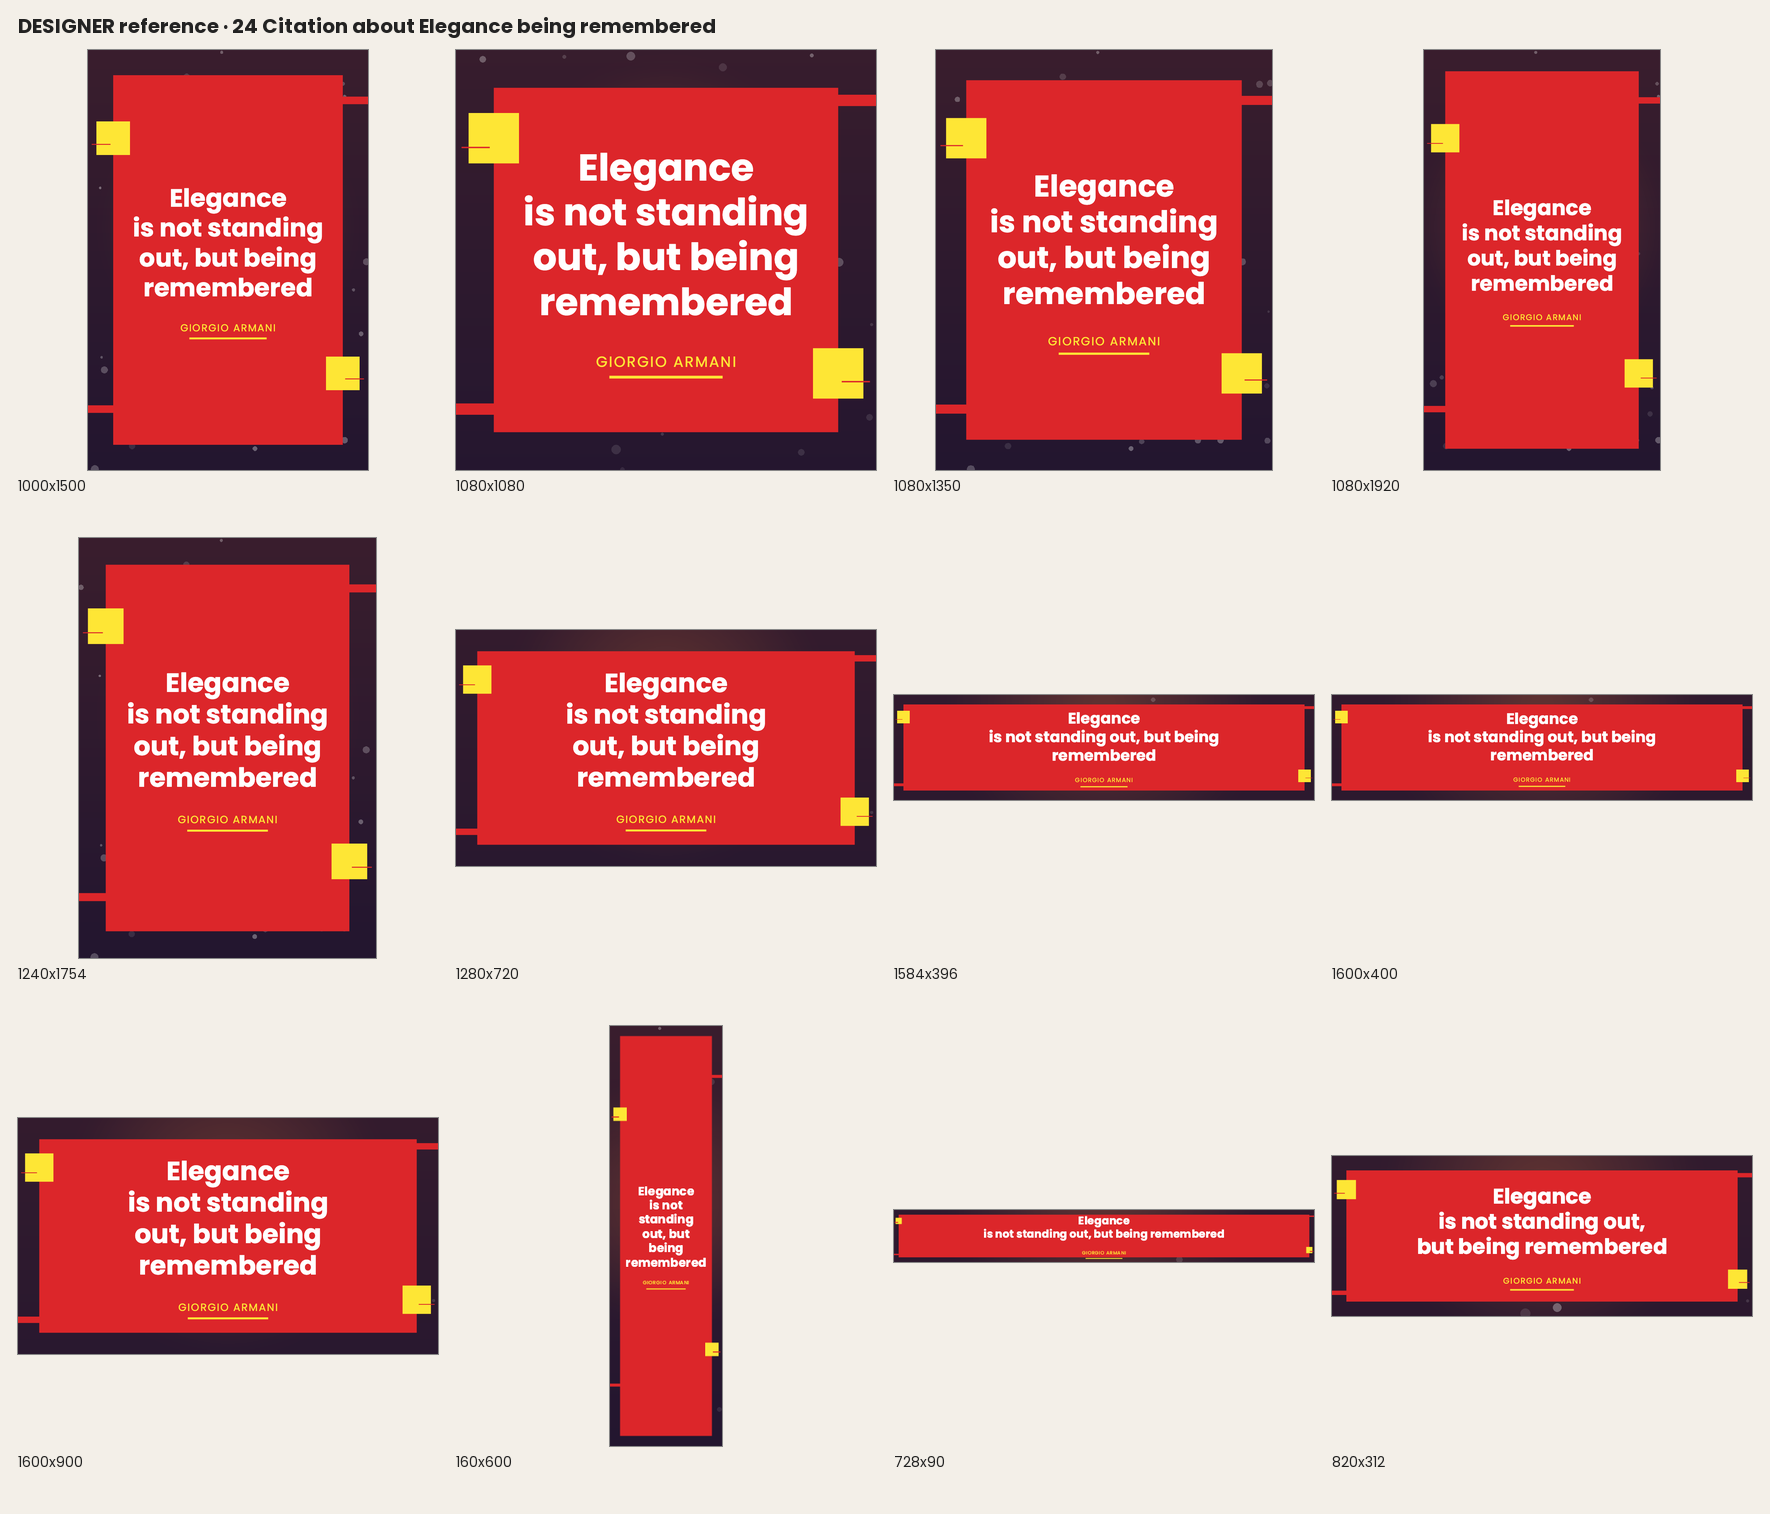 DESIGNER reference · 24 Citation about Elegance being remembered
Elegance
is not standing
out, but being
remembered
GIORGIO ARMANI
1000x1500
Elegance
is not standing
out, but being
remembered
GIORGIO ARMANI
1080x1080
Elegance
is not standing
out, but being
remembered
GIORGIO ARMANI
1080x1350
Elegance
is not standing
out, but being
remembered
GIORGIO ARMANI
1080x1920
Elegance
is not standing
out, but being
remembered
GIORGIO ARMANI
1240x1754
Elegance
is not standing
out, but being
remembered
GIORGIO ARMANI
1280x720
Elegance
is not standing out, but being
remembered
GIORGIO ARMANI
1584x396
Elegance
is not standing out, but being
remembered
GIORGIO ARMANI
1600x400
Elegance
is not standing
out, but being
remembered
GIORGIO ARMANI
1600x900
Elegance
is not
standing
out, but
being
remembered
GIORGIO ARMANI
160x600
Elegance
is not standing out, but being remembered
GIORGIO ARMANI
728x90
Elegance
is not standing out,
but being remembered
GIORGIO ARMANI
820x312